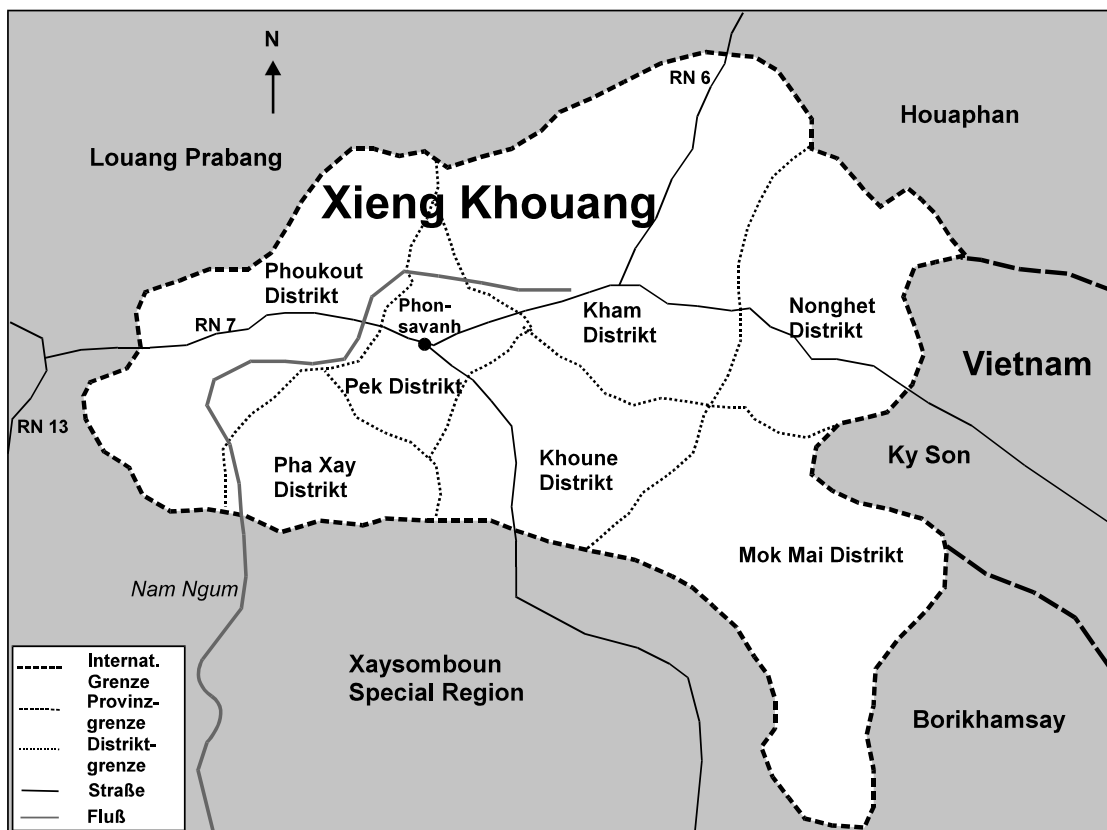 N
RN 6
Houaphan
Louang Prabang
Xieng Khouang
Phoukout
Distrikt
Phon-
savanh
Kham
Distrikt
Nonghet
Distrikt
RN 7
Vietnam
Pek Distrikt
RN 13
Pha Xay
Distrikt
Khoune
Distrikt
Ky Son
Mok Mai Distrikt
Nam Ngum
Xaysomboun
Special Region
Borikhamsay
Internat.
Grenze
Provinz-
grenze
Distrikt-
grenze
Straße
Fluß